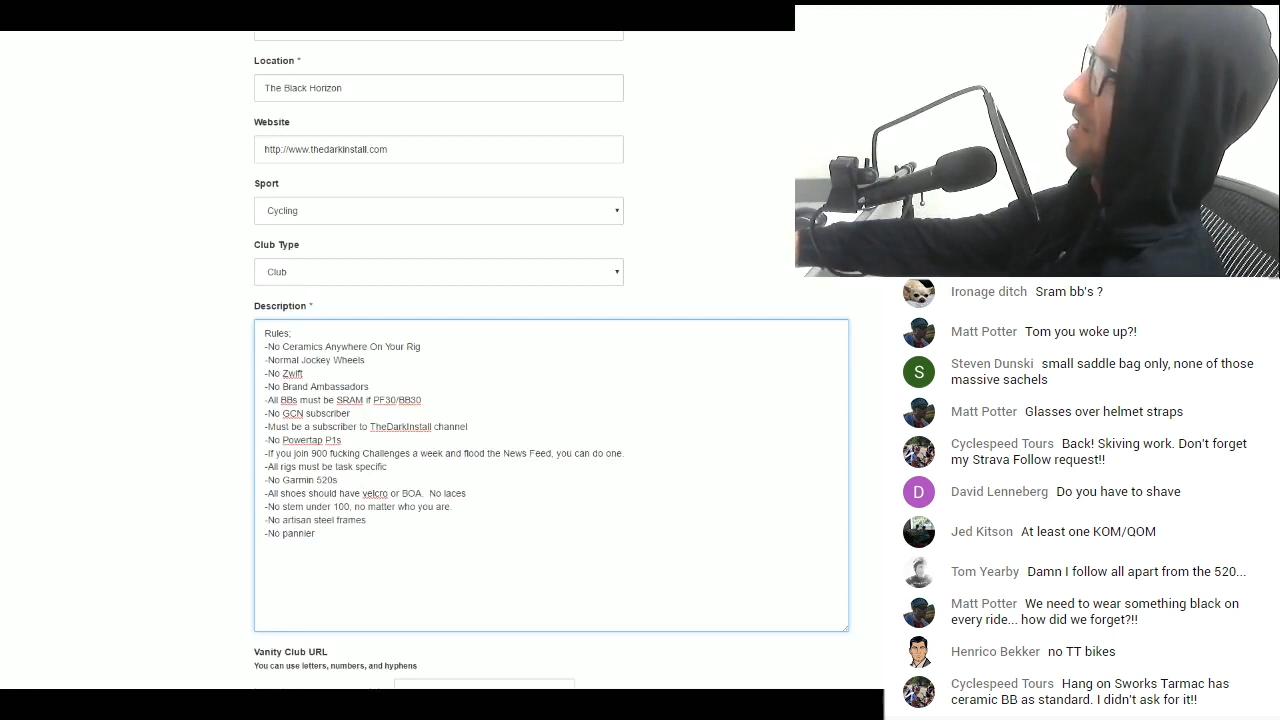 Location *
The Black Horizon
Website
http://www.thedarkinstall.com
Sport
Cycling
Club Type
Club
Description *
Rules;
-No Ceramics Anywhere On Your Rig
-Normal Jockey Wheels
-No Zwift
-No Brand Ambassadors
-All BBs must be SRAM if PF30/BB30
-No GCN subscriber
-Must be a subscriber to TheDarkInstall channel
-No Powertap P1s
-If you join 900 fucking Challenges a week and flood the News Feed, you can do one.
-All rigs must be task specific
-No Garmin 520s
-All shoes should have velcro or BOA.  No laces
-No stem under 100, no matter who you are.
-No artisan steel frames
-No pannier
Vanity Club URL
You can use letters, numbers, and hyphens
Ironage ditch Sram bb's ?
Matt Potter Tom you woke up?!
Steven Dunski small saddle bag only, none of those
massive sachels
S
Matt Potter Glasses over helmet straps
Cyclespeed Tours Back! Skiving work. Don't forget
my Strava Follow request!!
D
David Lenneberg Do you have to shave
Jed Kitson At least one KOM/QOM
Tom Yearby Damn I follow all apart from the 520...
Matt Potter We need to wear something black on
every ride... how did we forget?!!
Henrico Bekker no TT bikes
Cyclespeed Tours Hang on Sworks Tarmac has
ceramic BB as standard. I didn't ask for it!!